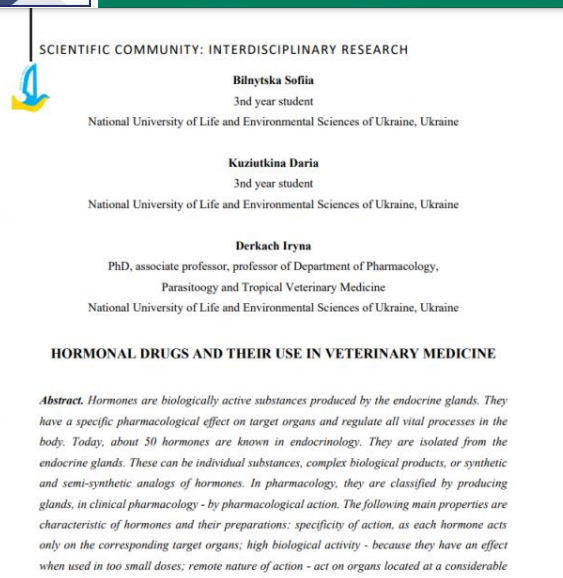 SCIENTIFIC COMMUNITY: INTERDISCIPLINARY RESEARCH
Bilnytska Sofiia
3nd year student
National University of Life and Environmental Sciences of Ukraine, Ukraine
Kuziutkina Daria
3nd year student
National University of Life and Environmental Sciences of Ukraine, Ukraine
Derkach Iryna
PhD, associate professor, professor of Department of Pharmacology,
Parasitoogy and Tropical Veterinary Medicine
National University of Life and Environmental Sciences of Ukraine, Ukraine
HORMONAL DRUGS AND THEIR USE IN VETERINARY MEDICINE
Abstract. Hormones are biologically active substances produced by the endocrine glands. They
have a specific pharmacological effect on target organs and regulate all vital processes in the
body. Today, about 50 hormones are known in endocrinology. They are isolated from the
endocrine glands. These can be individual substances, complex biological products, or synthetic
and semi-synthetic analogs of hormones. In pharmacology, they are classified by producing
glands, in clinical pharmacology - by pharmacological action. The following main properties are
characteristic of hormones and their preparations: specificity of action, as each hormone acts
only on the corresponding target organs; high biological activity - because they have an effect
when used in too small doses; remote nature of action - act on organs located at a considerable